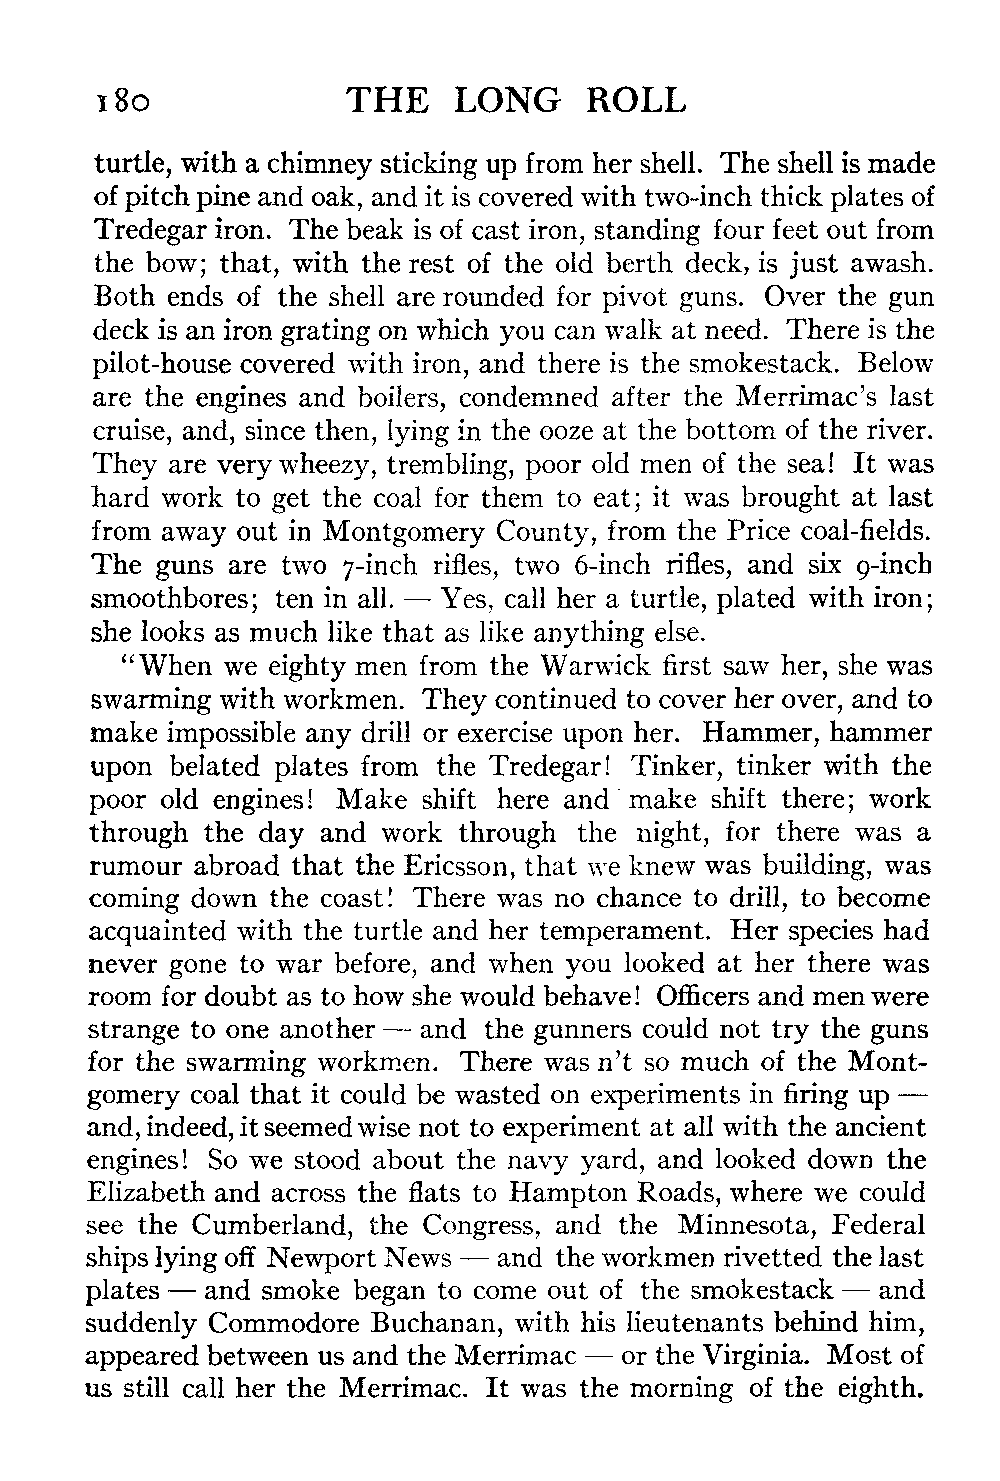 180 THE LONG ROLL
turtle, with a chimney sticking up from her shell. The shell is made
of pitch pine and oak, and it is covered with two-inch thick plates of
Tredegar iron. The beak is of cast iron, standing four feet out from
the bow; that, with the rest of the old berth deck, is just awash.
Both ends of the shell are rounded for pivot guns. Over the gun
deck is an iron grating on which you can walk at need. There is the
pilot-house covered with iron, and there is the smokestack. Below
are the engines and boilers, condemned after the Merrimac's last
cruise, and, since then, lying in the ooze at the bottom of the river.
They are very wheezy, trembling, poor old men of the sea! It was
hard work to get the coal for them to eat; it was brought at last
from away out in Montgomery County, from the Price coal-fields.
The guns are two 7-inch rifles, two 6-inch rifles, and six 9-inch
smoothbores; ten in all. — Yes, call her a turtle, plated with iron;
she looks as much like that as like anything else.
"When we eighty men from the Warwick first saw her, she was
swarming with workmen. They continued to cover her over, and to
make impossible any drill or exercise upon her. Hammer, hammer
upon belated plates from the Tredegar! Tinker, tinker with the
poor old engines! Make shift here and make shift there; work
through the day and work through the night, for there was a
rumour abroad that the Ericsson, that we knew was building, was
coming down the coast! There was no chance to drill, to become
acquainted with the turtle and her temperament. Her species had
never gone to war before, and when you looked at her there was
room for doubt as to how she would behave! Officers and men were
strange to one another — and the gunners could not try the guns
for the swarming workmen. There was n't so much of the Mont-
gomery coal that it could be wasted on experiments in firing up —
and, indeed, it seemed wise not to experiment at all with the ancient
engines! So we stood about the navy yard, and looked down the
Elizabeth and across the flats to Hampton Roads, where we could
see the Cumberland, the Congress, and the Minnesota, Federal
ships lying off Newport News — and the workmen rivetted the last
plates — and smoke began to come out of the smokestack — and
suddenly Commodore Buchanan, with his lieutenants behind him,
appeared between us and the Merrimac — or the Virginia. Most of
us still call her the Merrimac. It was the morning of the eighth.